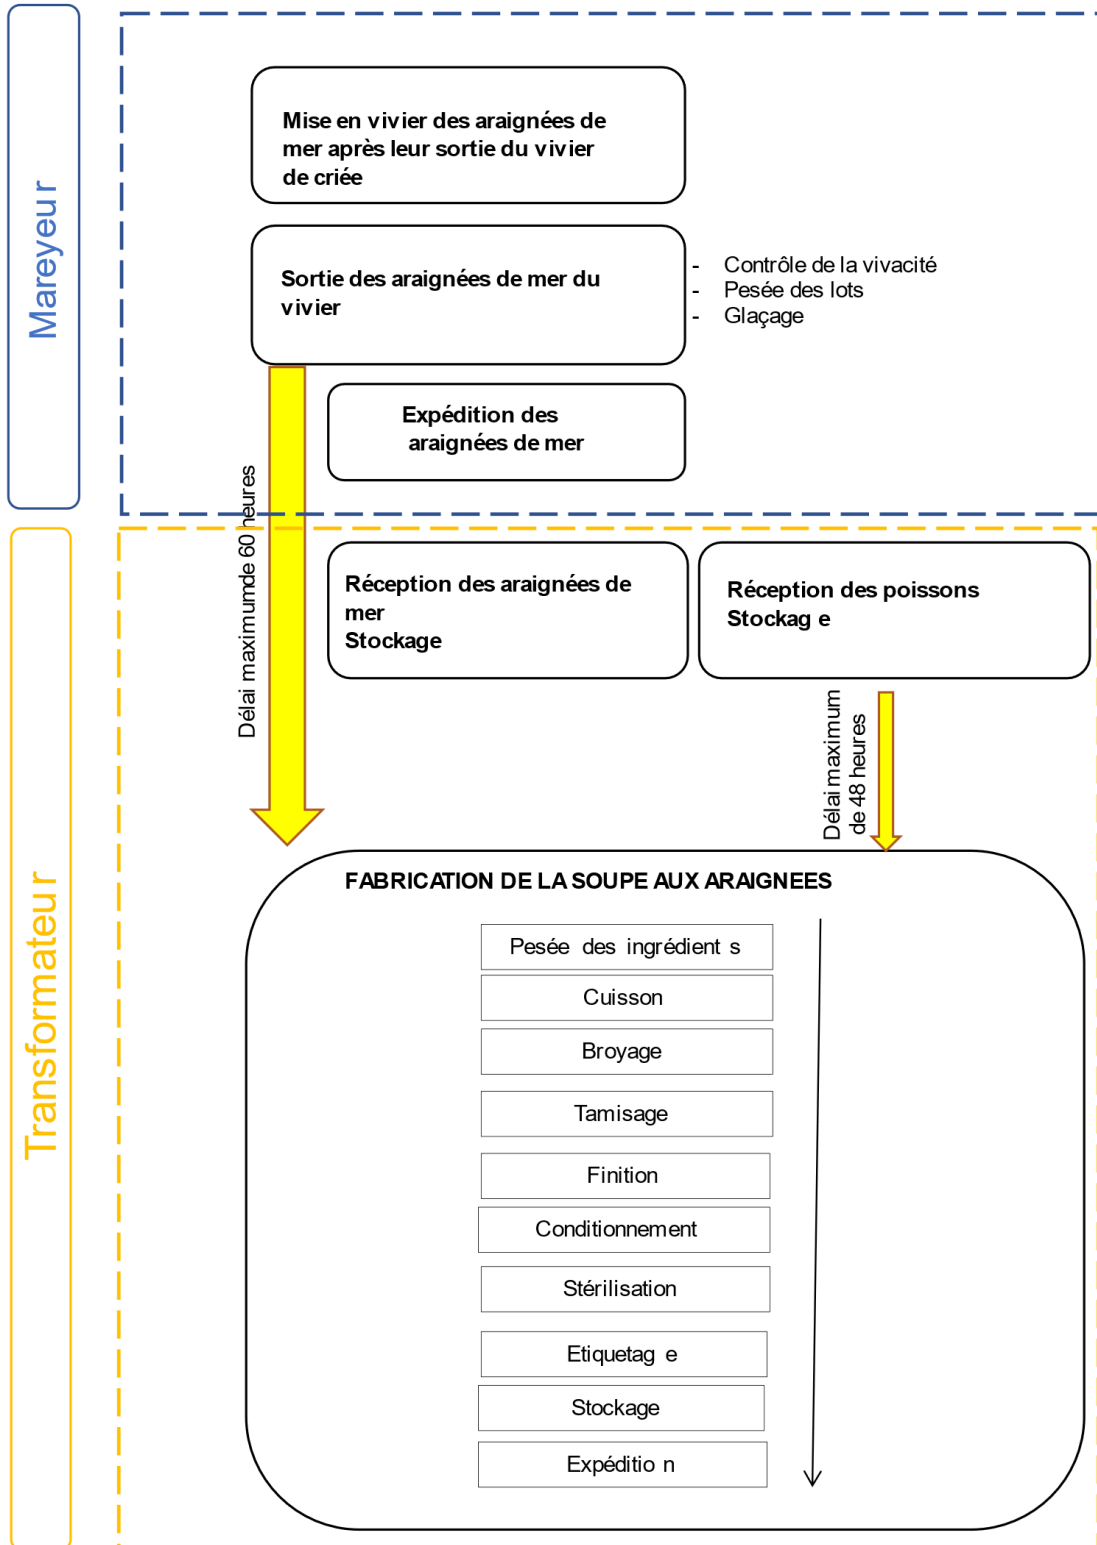 Mareyeur
Mise en vivier des araignées de
mer après leur sortie du vivier
de criée
Sortie des araignées de mer du
vivier
- Contrôle de la vivacité
- Pesée des lots
- Glaçage
Expédition des
araignées de mer
Délai maximumde 60 heures
Transformateur
Réception des araignées de
mer
Stockage
Réception des poissons
Stockag e
Délai maximum
de 48 heures
FABRICATION DE LA SOUPE AUX ARAIGNEES
Pesée des ingrédient s
Cuisson
Broyage
Tamisage
Finition
Conditionnement
Stérilisation
Etiquetag e
Stockage
Expéditio n